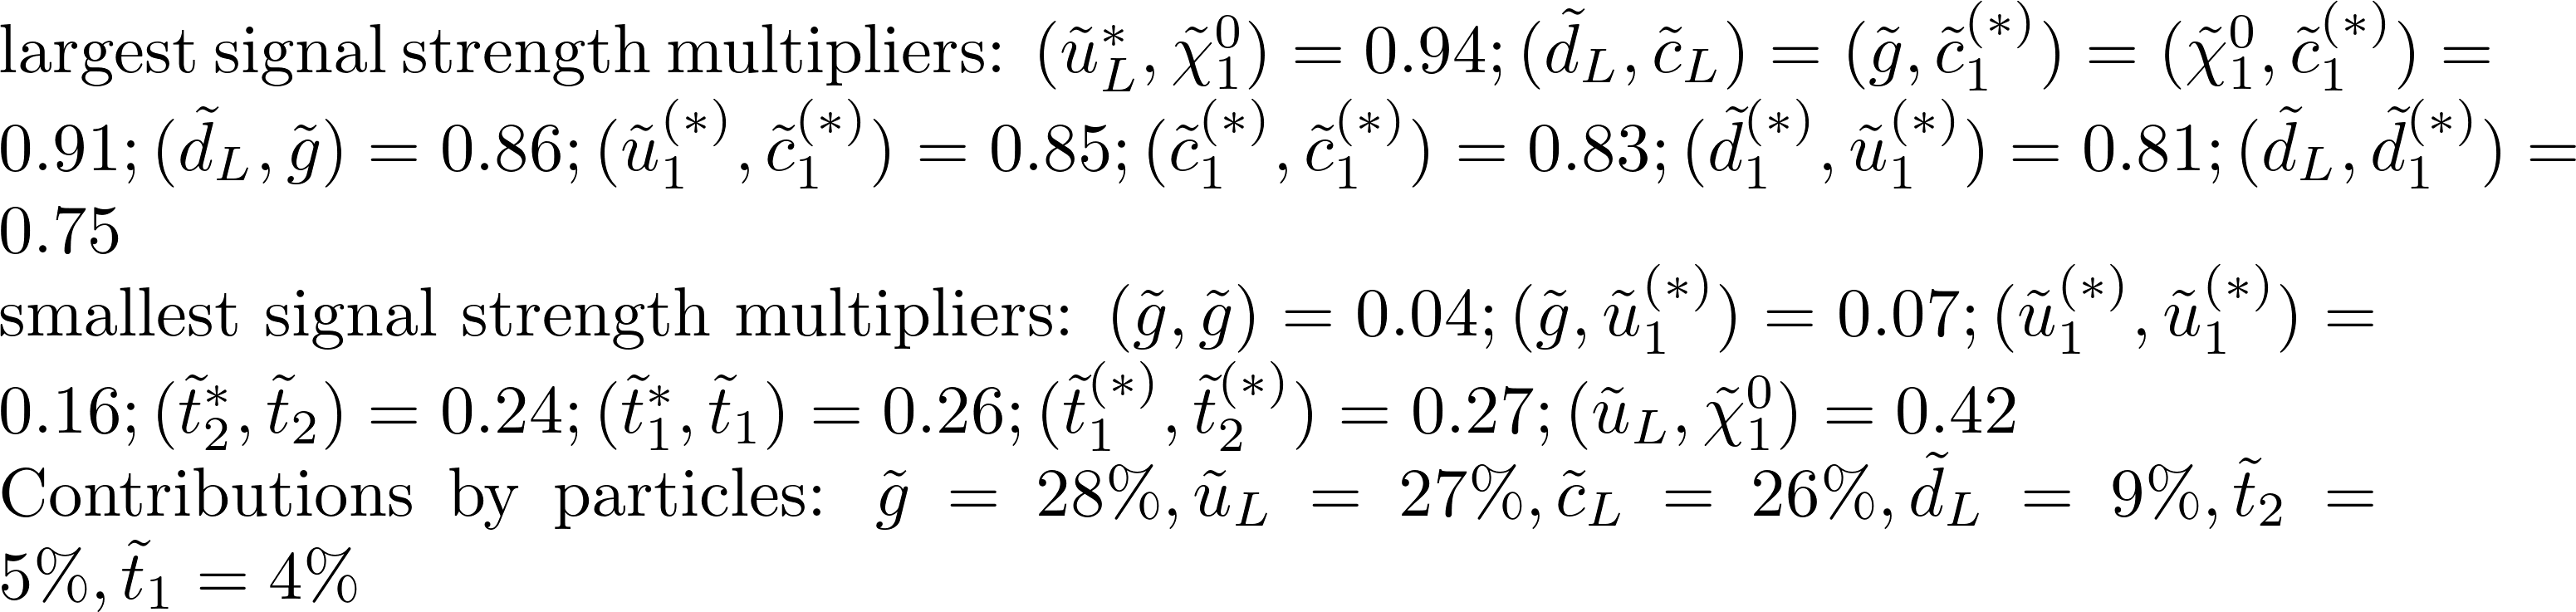 largest signal strength multipliers: $(\tilde{u}_L^*, \tilde{\chi}_1^0) = 0.94; (\tilde{d}_L, \tilde{c}_L) = (\tilde{g}, \tilde{c}_1^{(*)}) = (\tilde{\chi}_1^0, \tilde{c}_1^{(*)}) =$
$0.91; (\tilde{d}_L, \tilde{g}) = 0.86; (\tilde{u}_1^{(*)}, \tilde{c}_1^{(*)}) = 0.85; (\tilde{c}_1^{(*)}, \tilde{c}_1^{(*)}) = 0.83; (\tilde{d}_1^{(*)}, \tilde{u}_1^{(*)}) = 0.81; (\tilde{d}_L, \tilde{d}_1^{(*)}) =$
$0.75$
smallest signal strength multipliers: $(\tilde{g}, \tilde{g}) = 0.04; (\tilde{g}, \tilde{u}_1^{(*)}) = 0.07; (\tilde{u}_1^{(*)}, \tilde{u}_1^{(*)}) =$
$0.16; (\tilde{t}_2^*, \tilde{t}_2) = 0.24; (\tilde{t}_1^*, \tilde{t}_1) = 0.26; (\tilde{t}_1^{(*)}, \tilde{t}_2^{(*)}) = 0.27; (\tilde{u}_L, \tilde{\chi}_1^0) = 0.42$
Contributions by particles: $\tilde{g} = 28\%, \tilde{u}_L = 27\%, \tilde{c}_L = 26\%, \tilde{d}_L = 9\%, \tilde{t}_2 =$
$5\%, \tilde{t}_1 = 4\%$